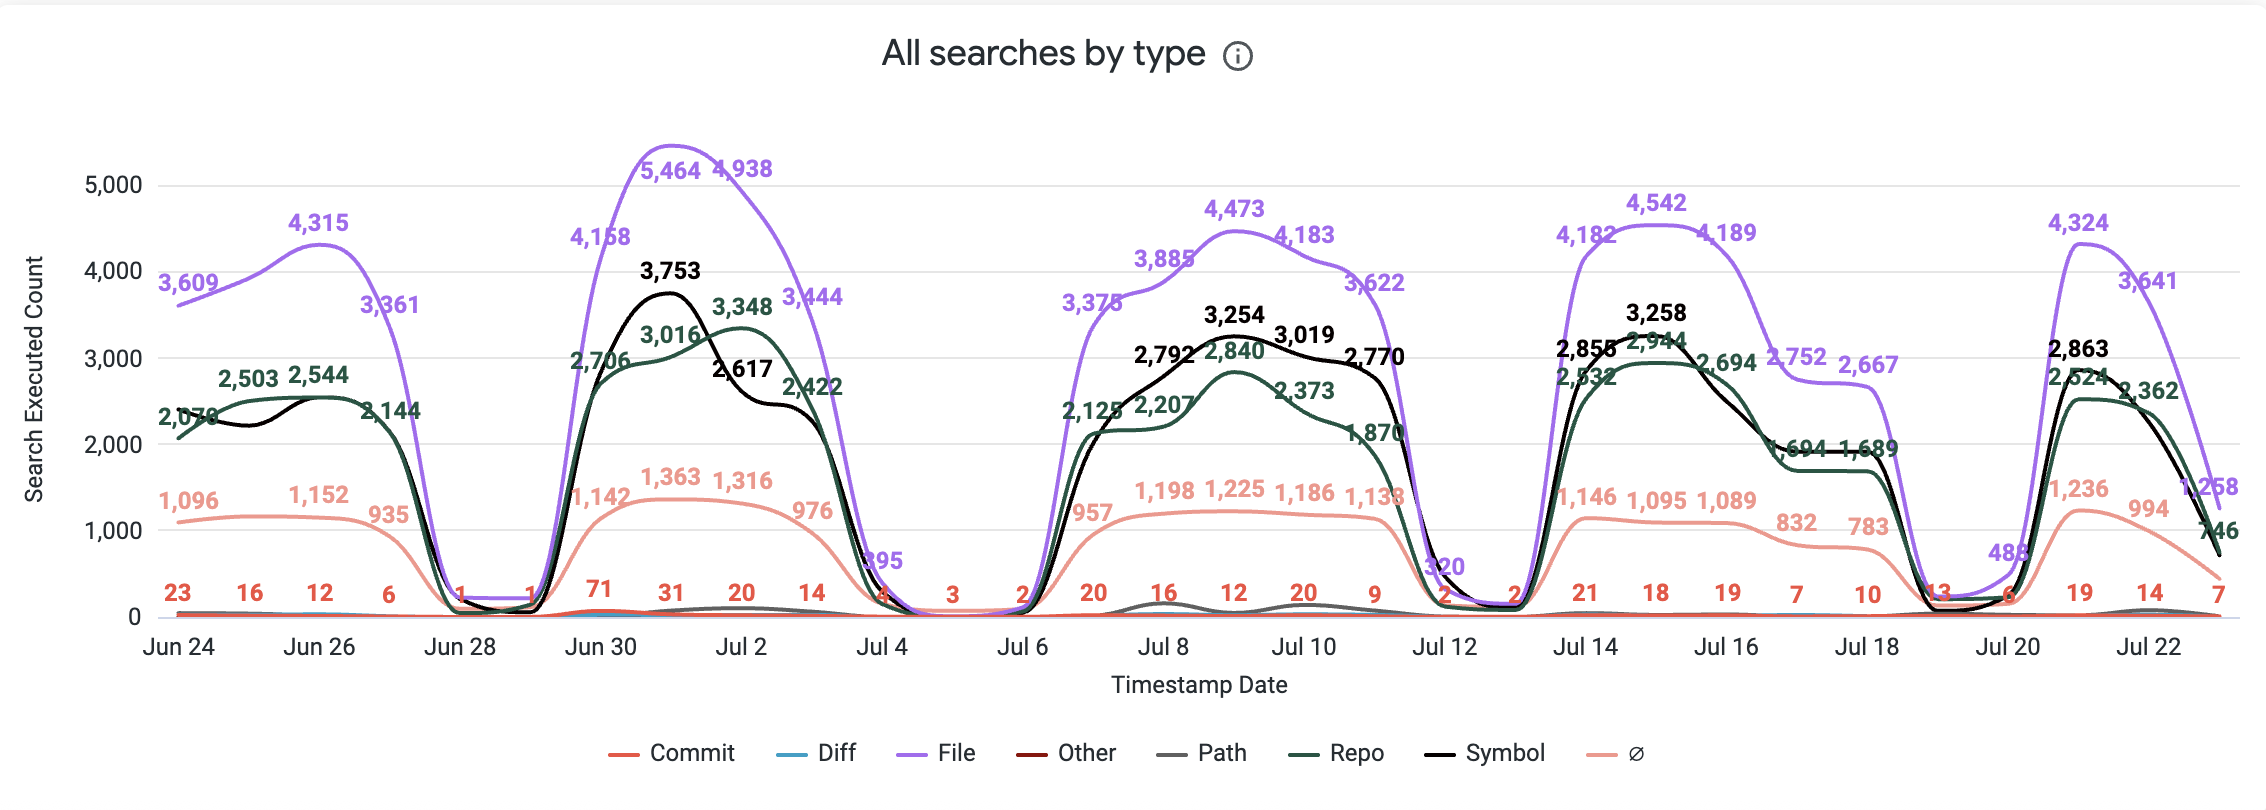 All searches by type
Search Executed Count
5,000
4,000
3,000
2,000
1,000
0
3,609 4,315 3,361 4,158 5,464 4,938 3,444 395 3,375 3,885 4,473 4,183 3,622 320 4,182 4,542 4,189 2,752 2,667 488 4,324 3,641 1,258
3,753 2,617 2,792 3,254 3,019 2,770 2,855 3,258 2,863
2,078 2,503 2,544 2,144 2,706 3,016 3,348 2,422 2,125 2,207 2,840 2,373 1,870 2,532 2,944 2,694 1,694 1,689 2,524 2,362 746
1,096 1,152 935 1,142 1,363 1,316 976 957 1,198 1,225 1,186 1,138 1,146 1,095 1,089 832 783 1,236 994
23 16 12 6 1 1 71 31 20 14 4 3 2 20 16 12 20 9 2 2 21 18 19 7 10 13 6 19 14 7
Jun 24 Jun 26 Jun 28 Jun 30 Jul 2 Jul 4 Jul 6 Jul 8 Jul 10 Jul 12 Jul 14 Jul 16 Jul 18 Jul 20 Jul 22
Timestamp Date
Commit Diff File Other Path Repo Symbol ∅